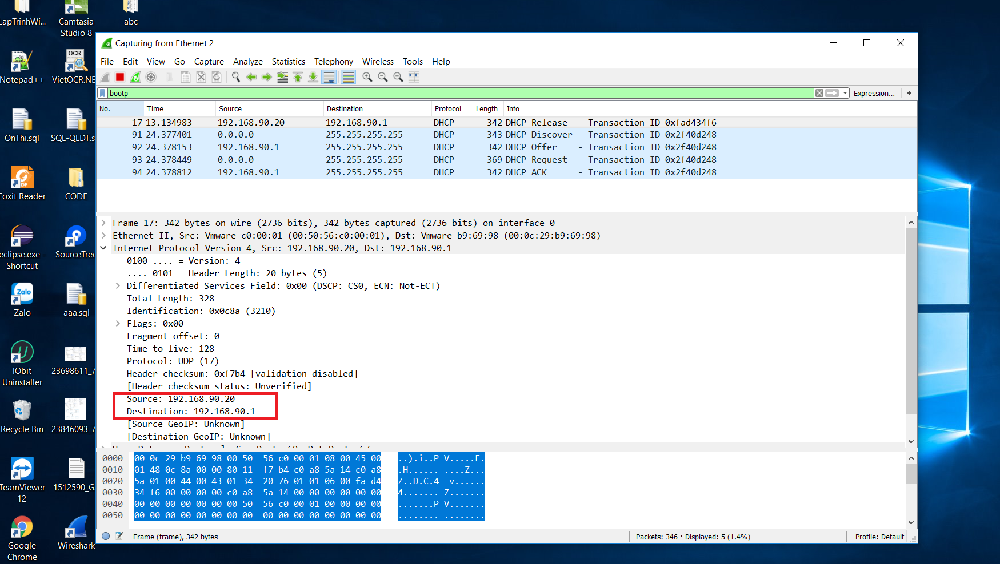 LapTrinhWi...
Camtasia
Studio 8
abc
Notepad++
OCR
Via
VietOCR.NE
OnThi.sql
SQL-QLDT.s
DF
Foxit Reader
CODE
eclipse.exe -
Shortcut
SourceTree
Zalo
Zalo
aaa.sql
IObit
Uninstaller
23698611_7
Recycle Bin
23846093_7
TeamViewer
12
1512590_G.
Google
Chrome
Wireshark
Capturing from Ethernet 2
File Edit View Go Capture Analyze Statistics Telephony Wireless Tools Help
bootp
Expression... +
No. Time Source Destination Protocol Length Info
17 13.134983 192.168.90.20 192.168.90.1 DHCP 342 DHCP Release - Transaction ID 0xfad434f6
91 24.377401 0.0.0.0 255.255.255.255 DHCP 343 DHCP Discover - Transaction ID 0x2f40d248
92 24.378153 192.168.90.1 255.255.255.255 DHCP 342 DHCP Offer - Transaction ID 0x2f40d248
93 24.378449 0.0.0.0 255.255.255.255 DHCP 369 DHCP Request - Transaction ID 0x2f40d248
94 24.378812 192.168.90.1 255.255.255.255 DHCP 342 DHCP ACK - Transaction ID 0x2f40d248
Frame 17: 342 bytes on wire (2736 bits), 342 bytes captured (2736 bits) on interface 0
Ethernet II, Src: Vmware_c0:00:01 (00:50:56:c0:00:01), Dst: Vmware_b9:69:98 (00:0c:29:b9:69:98)
Internet Protocol Version 4, Src: 192.168.90.20, Dst: 192.168.90.1
0100 .... = Version: 4
.... 0101 = Header Length: 20 bytes (5)
Differentiated Services Field: 0x00 (DSCP: CS0, ECN: Not-ECT)
Total Length: 328
Identification: 0x0c8a (3210)
Flags: 0x00
Fragment offset: 0
Time to live: 128
Protocol: UDP (17)
Header checksum: 0xf7b4 [validation disabled]
[Header checksum status: Unverified]
Source: 192.168.90.20
Destination: 192.168.90.1
[Source GeoIP: Unknown]
[Destination GeoIP: Unknown]
0000 00 0c 29 b9 69 98 00 50 56 c0 00 01 08 00 45 00 ..).i..P V.....E.
0010 01 48 0c 8a 00 00 80 11 f7 b4 c0 a8 5a 14 c0 a8 .H...... ....Z...
0020 5a 01 00 44 00 43 01 34 20 76 01 01 06 00 fa d4 Z..D.C.4 v......
0030 34 f6 00 00 00 00 c0 a8 5a 14 00 00 00 00 00 00 4....... Z.......
0040 00 00 00 00 00 00 00 50 56 c0 00 01 00 00 00 00 .......P V.......
0050 00 00 00 00 00 00 00 00 00 00 00 00 00 00 00 00 ........ ........
Frame (frame), 342 bytes
Packets: 346 · Displayed: 5 (1.4%)
Profile: Default